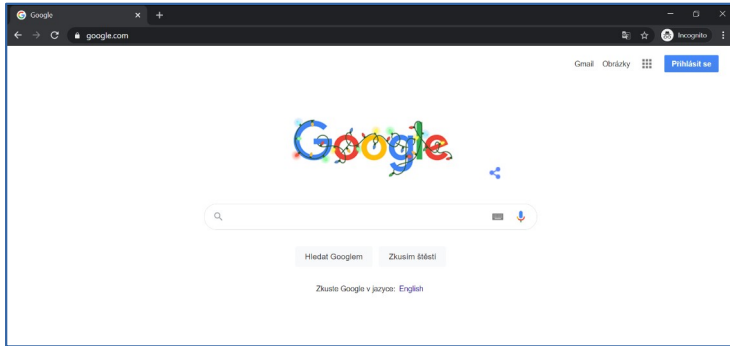 Google
google.com
Incognito
Gmail Obrázky
Přihlásit se
Google
Hledat Googlem
Zkusím štěstí
Zkuste Google v jazyce: English